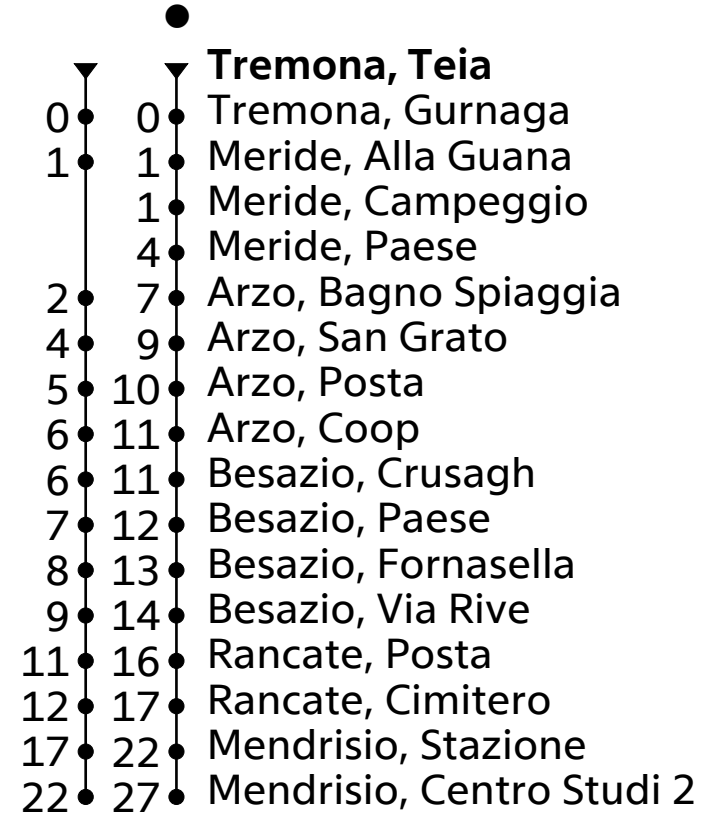 Tremona, Teia
0 0 Tremona, Gurnaga
1 1 Meride, Alla Guana
1 Meride, Campeggio
4 Meride, Paese
2 7 Arzo, Bagno Spiaggia
4 9 Arzo, San Grato
5 10 Arzo, Posta
6 11 Arzo, Coop
6 11 Besazio, Crusagh
7 12 Besazio, Paese
8 13 Besazio, Fornasella
9 14 Besazio, Via Rive
11 16 Rancate, Posta
12 17 Rancate, Cimitero
17 22 Mendrisio, Stazione
22 27 Mendrisio, Centro Studi 2